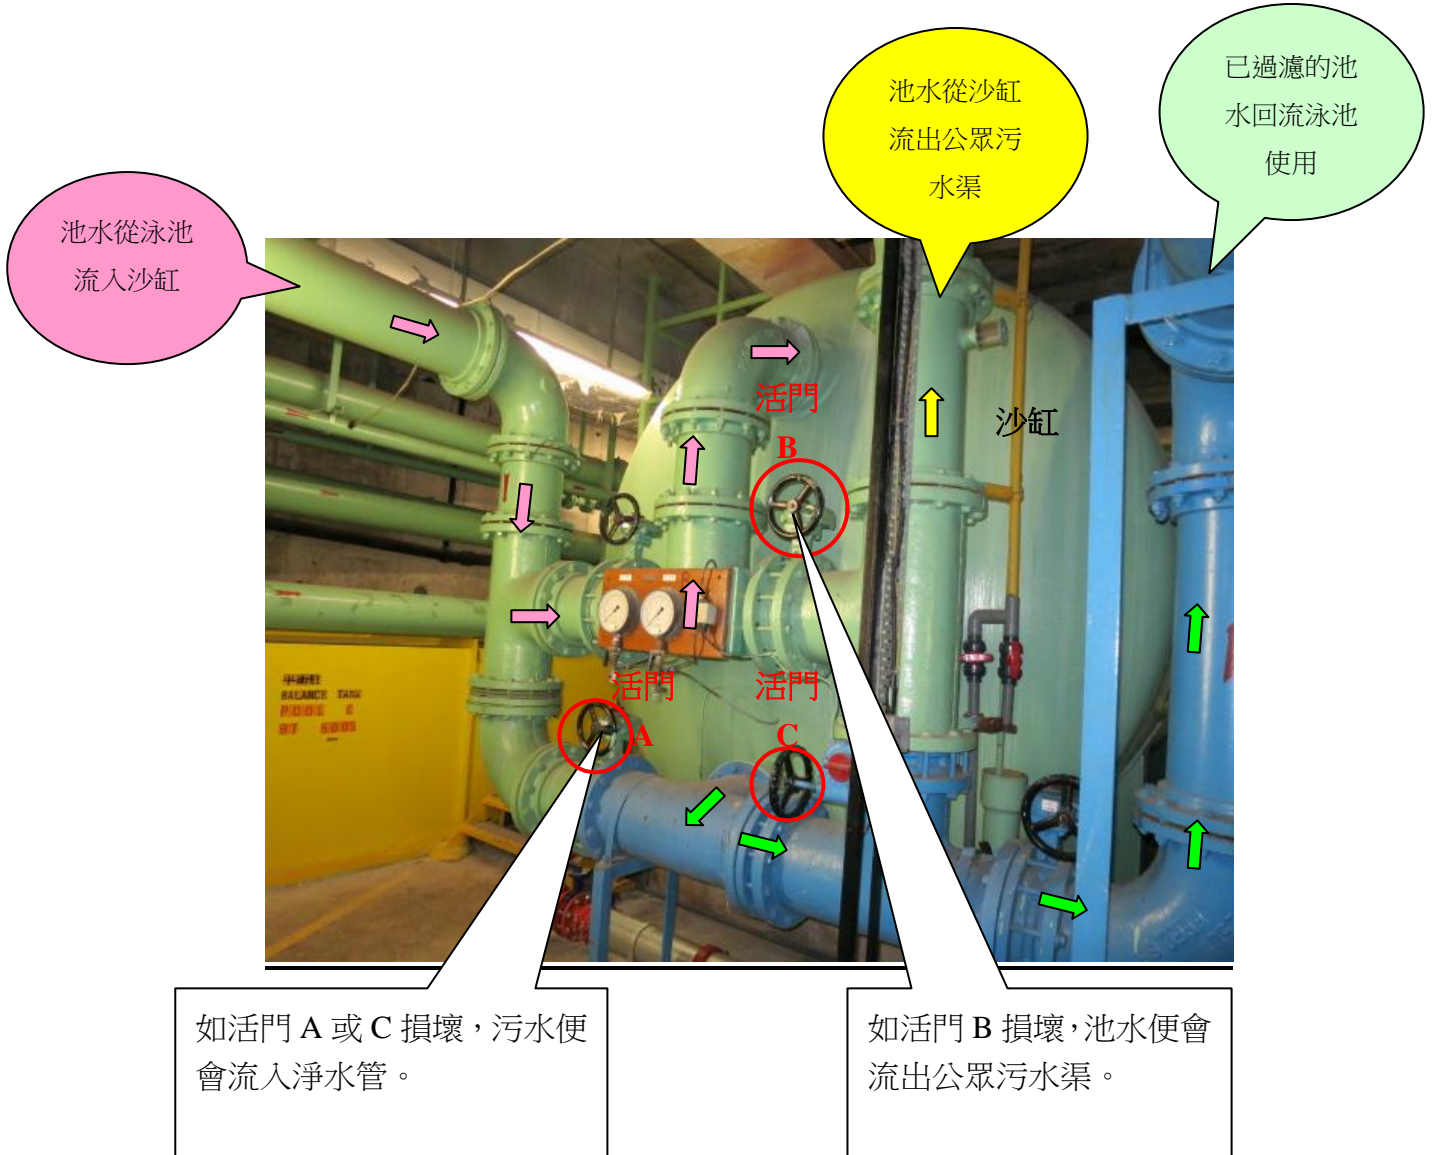 池水從沙缸
流出公眾污
水渠
已過濾的池
水回流泳池
使用
池水從泳池
流入沙缸
活門
B
沙缸
活門
A
活門
C
平衡缸
BALANCE TANK
如活門 A 或 C 損壞，污水便
會流入淨水管。
如活門 B 損壞，池水便會
流出公眾污水渠。